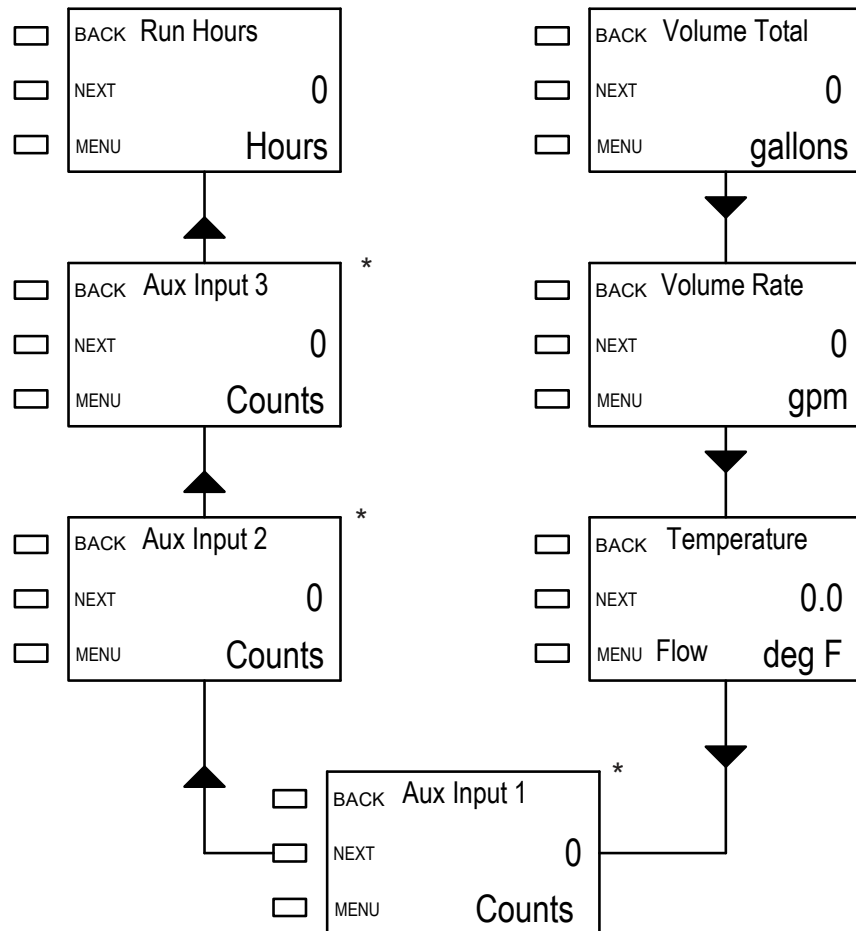 BACK Run Hours
NEXT 0
MENU Hours
BACK Volume Total
NEXT 0
MENU gallons
*
BACK Aux Input 3
NEXT 0
MENU Counts
BACK Volume Rate
NEXT 0
MENU gpm
*
BACK Aux Input 2
NEXT 0
MENU Counts
BACK Temperature
NEXT 0.0
MENU Flow deg F
*
BACK Aux Input 1
NEXT 0
MENU Counts